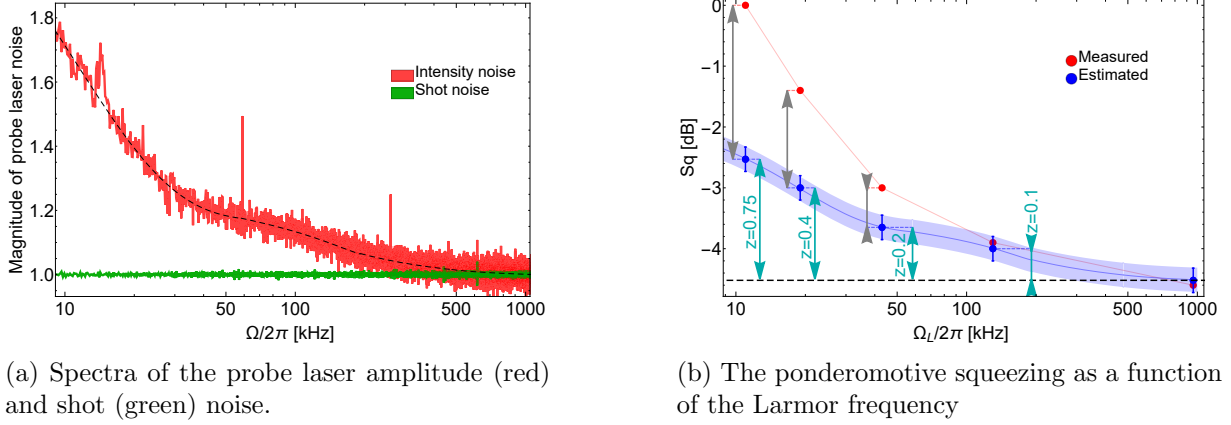 1.8
1.6
1.4
1.2
1.0
Magnitude of probe laser noise
Intensity noise
Shot noise
10
50
100
500
1000
Ω/2π [kHz]
0
−1
−2
−3
−4
Sq [dB]
Measured
Estimated
z=0.75
z=0.4
z=0.2
z=0.1
10
100
1000
Ω_L/2π [kHz]
(a) Spectra of the probe laser amplitude (red)
and shot (green) noise.
(b) The ponderomotive squeezing as a function
of the Larmor frequency